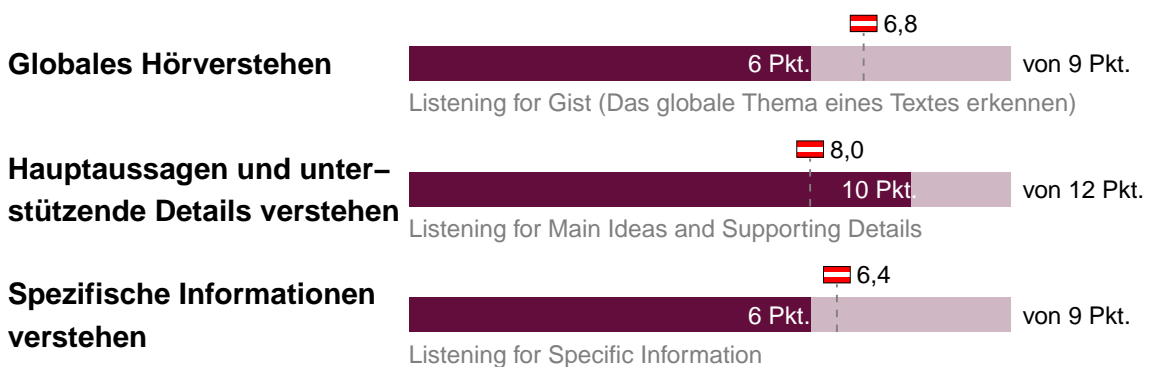 6,8
Globales Hörverstehen
6 Pkt.
von 9 Pkt.
Listening for Gist (Das globale Thema eines Textes erkennen)
8,0
Hauptaussagen und unter–
stützende Details verstehen
10 Pkt.
von 12 Pkt.
Listening for Main Ideas and Supporting Details
6,4
Spezifische Informationen
verstehen
6 Pkt.
von 9 Pkt.
Listening for Specific Information